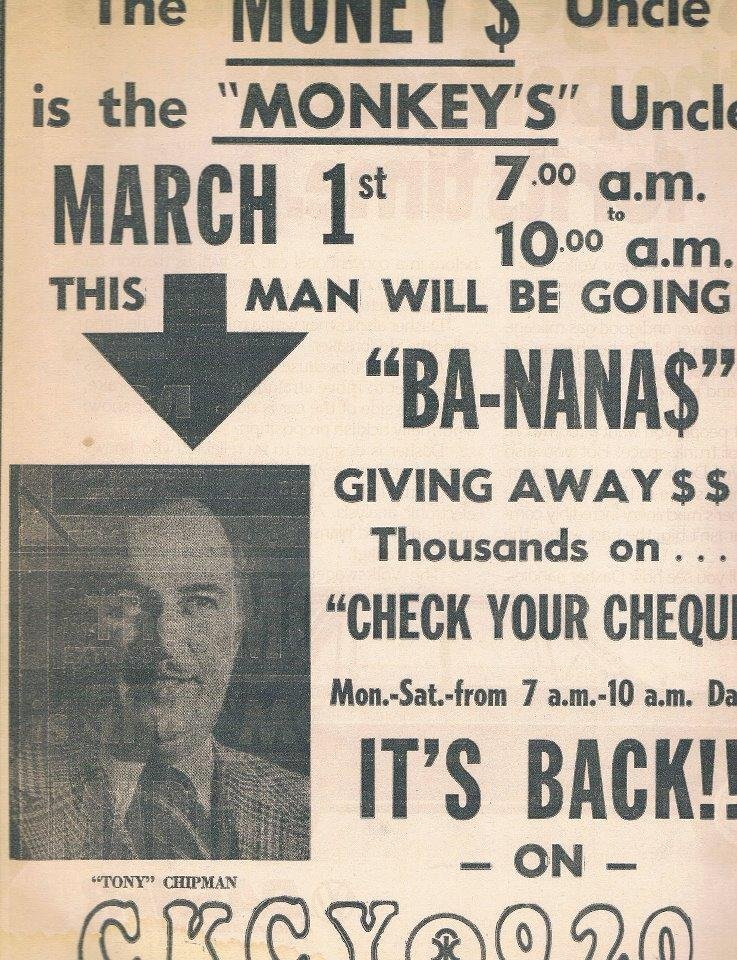 The MONEY$ Uncle
is the "MONKEY'S" Uncle
MARCH 1st 7.00 a.m.
to
10.00 a.m.
THIS MAN WILL BE GOING
"BA-NANA$"
GIVING AWAY $$
Thousands on . . .
"CHECK YOUR CHEQU
Mon.-Sat.-from 7 a.m.-10 a.m. Da
IT'S BACK!!
– ON –
"TONY" CHIPMAN
CKCY 920